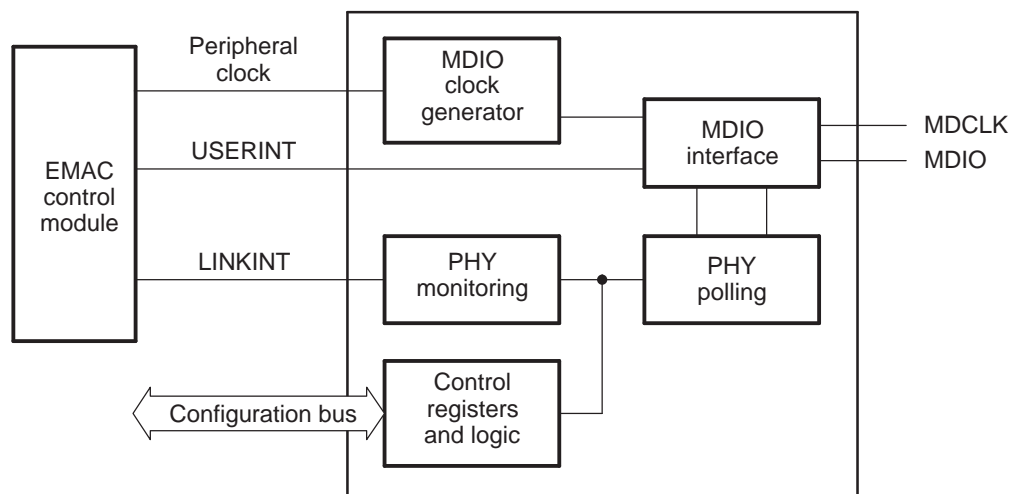 Peripheral
clock
MDIO
clock
generator
MDIO
interface
MDCLK
MDIO
USERINT
EMAC
control
module
LINKINT
PHY
monitoring
PHY
polling
Control
registers
and logic
Configuration bus